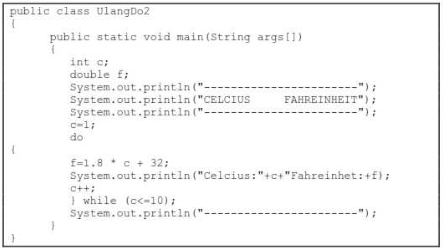 public class UlangDo2
{
public static void main(String args[])
{
int c;
double f;
System.out.println("-----------------------");
System.out.println("CELCIUS     FAHREINHEIT");
System.out.println("-----------------------");
c=1;
do
{
f=1.8 * c + 32;
System.out.println("Celcius:"+c+"Fahreinhet:+f);
c++;
} while (c<=10);
System.out.println("-----------------------");
}
}